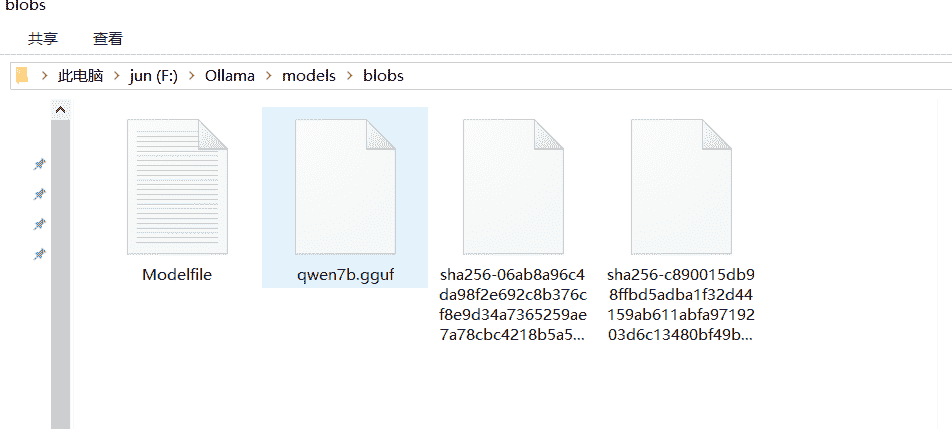 blobs
共享 查看
此电脑 jun (F:) Ollama models blobs
Modelfile
qwen7b.gguf
sha256-06ab8a96c4
da98f2e692c8b376c
f8e9d34a7365259ae
7a78cbc4218b5a5...
sha256-c890015db9
8ffbd5adba1f32d44
159ab611abfa97192
03d6c13480bf49b...